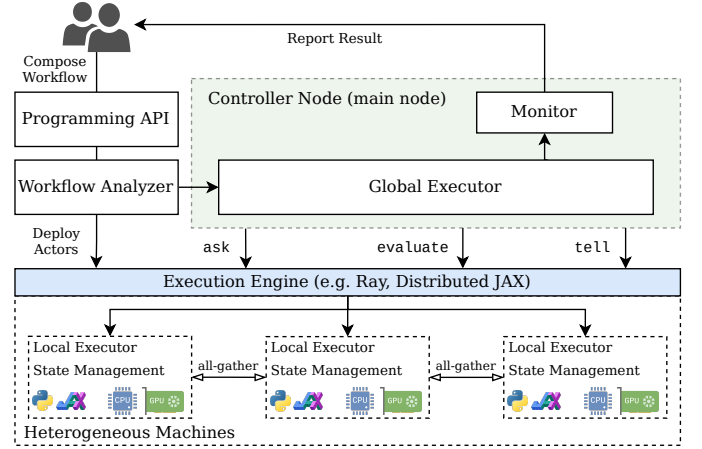 Report Result
Compose
Workflow
Controller Node (main node)
Programming API
Monitor
Workflow Analyzer
Global Executor
Deploy
Actors
ask
evaluate
tell
Execution Engine (e.g. Ray, Distributed JAX)
Local Executor
State Management
CPU
GPU
all-gather
Local Executor
State Management
CPU
GPU
all-gather
Local Executor
State Management
CPU
GPU
Heterogeneous Machines